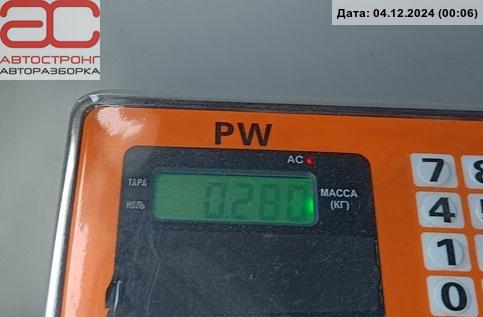 Дата: 04.12.2024 (00:06)
АС
АВТОСТРОНГ
АВТОРАЗБОРКА
PW
AC
ТАРА
НОЛЬ
0.280
МАССА
(КГ)
7 8
4
1
0